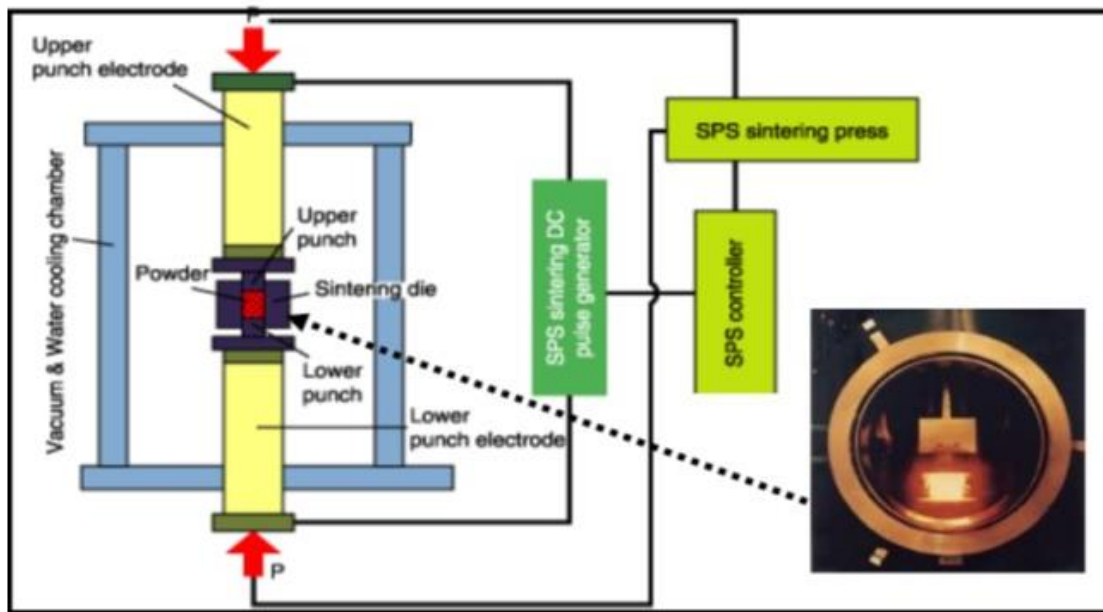 P
Upper
punch electrode
SPS sintering press
Vacuum & Water cooling chamber
Upper
punch
Powder
Sintering die
SPS sintering DC
pulse generator
SPS controller
Lower
punch
Lower
punch electrode
P